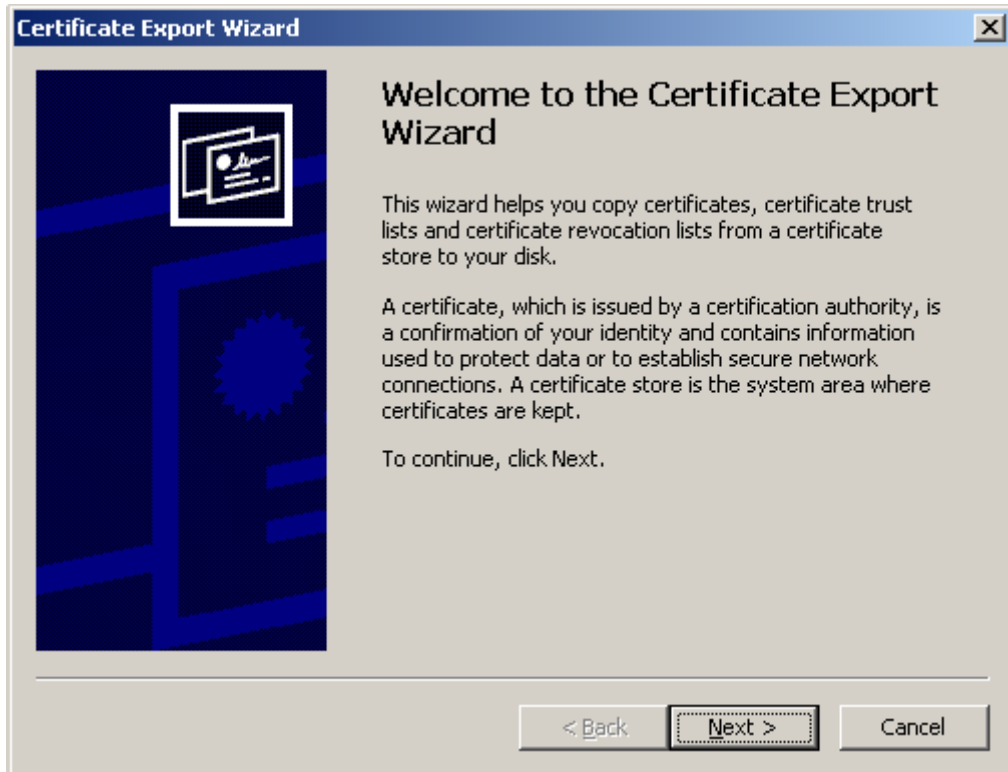 Certificate Export Wizard
Welcome to the Certificate Export
Wizard
This wizard helps you copy certificates, certificate trust
lists and certificate revocation lists from a certificate
store to your disk.
A certificate, which is issued by a certification authority, is
a confirmation of your identity and contains information
used to protect data or to establish secure network
connections. A certificate store is the system area where
certificates are kept.
To continue, click Next.
< Back
Next >
Cancel